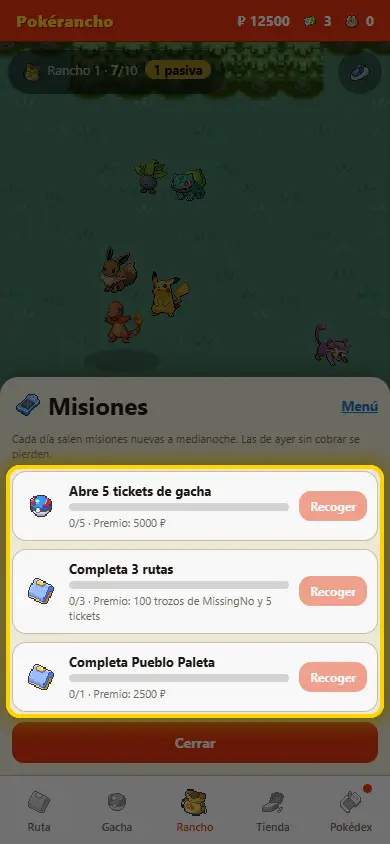 Pokérancho
₽ 12500
3
0
Rancho 1 · 7/10
1 pasiva
Misiones
Menú
Cada día salen misiones nuevas a medianoche. Las de ayer sin cobrar se
pierden.
Abre 5 tickets de gacha
0/5 · Premio: 5000 ₽
Recoger
Completa 3 rutas
0/3 · Premio: 100 trozos de MissingNo y 5
tickets
Recoger
Completa Pueblo Paleta
0/1 · Premio: 2500 ₽
Recoger
Cerrar
Ruta
Gacha
Rancho
Tienda
Pokédex